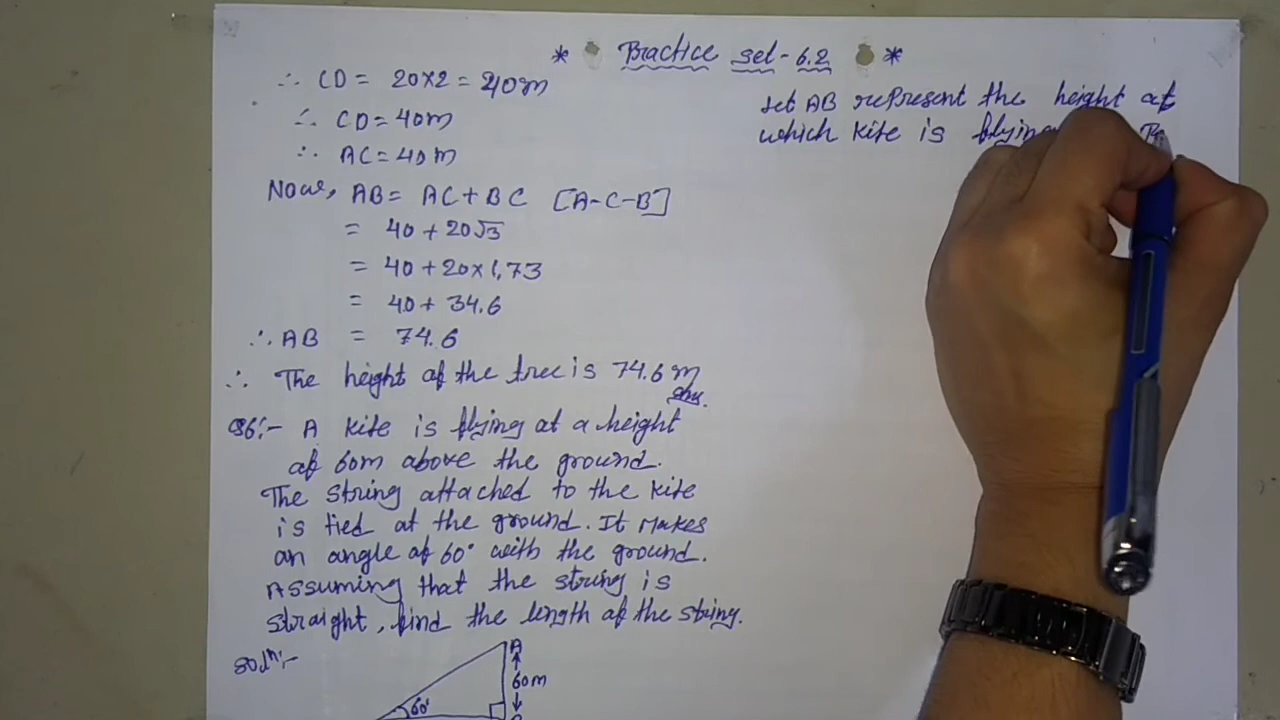 * Practice set-6.2 *
∴ CD = 20×2 = 40m
∴ CD = 40m
∴ AC = 40m
Now, AB = AC + BC [A-C-B]
= 40 + 20√3
= 40 + 20×1.73
= 40 + 34.6
∴ AB = 74.6
∴ The height of the tree is 74.6 m
Ans.
Q6:- A kite is flying at a height
of 60m above the ground.
The string attached to the kite
is tied at the ground. It makes
an angle of 60° with the ground.
Assuming that the string is
straight, find the length of the string.
Solⁿ:-
A
60m
60°
Let AB represent the height at
which kite is flying